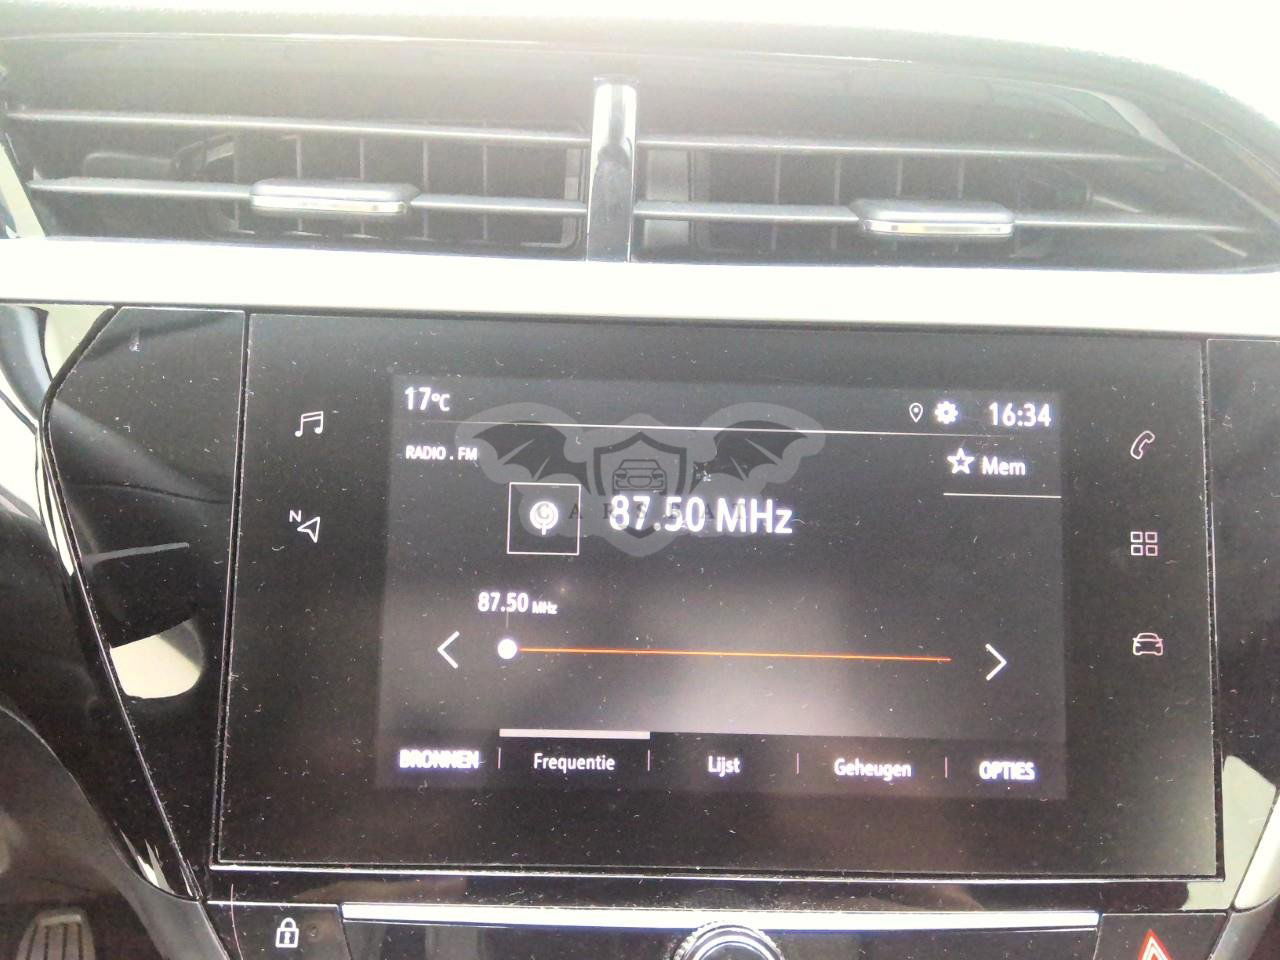 17°C
16:34
RADIO . FM
Mem
87.50 MHz
87.50 MHz
N
BRONNEN
Frequentie
Lijst
Geheugen
OPTIES